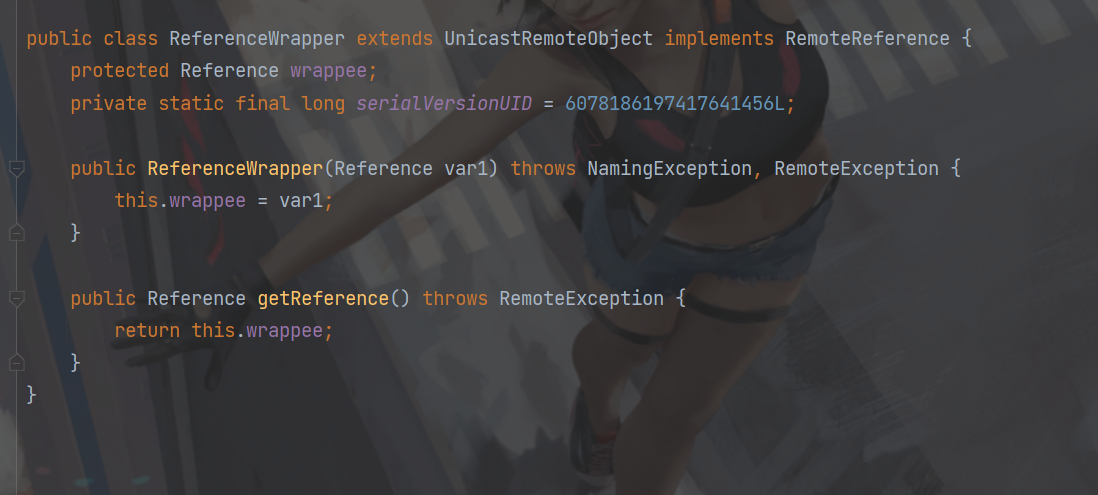 public class ReferenceWrapper extends UnicastRemoteObject implements RemoteReference {
protected Reference wrappee;
private static final long serialVersionUID = 6078186197417641456L;
public ReferenceWrapper(Reference var1) throws NamingException, RemoteException {
this.wrappee = var1;
}
public Reference getReference() throws RemoteException {
return this.wrappee;
}
}